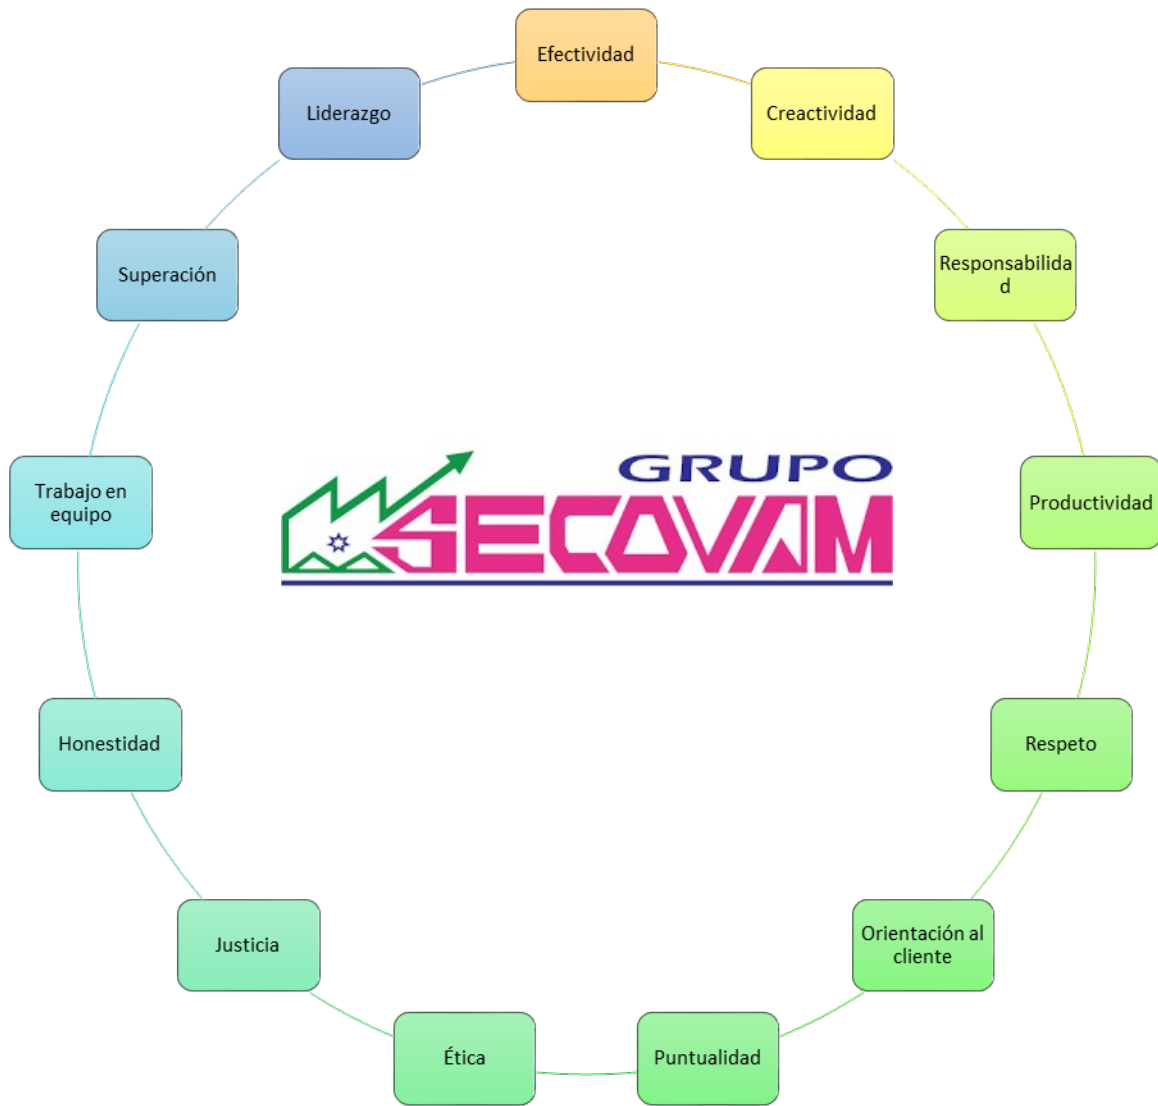 Efectividad
Creactividad
Responsabilida
d
Productividad
Respeto
Orientación al
cliente
Puntualidad
Ética
Justicia
Honestidad
Trabajo en
equipo
Superación
Liderazgo
GRUPO
SECOVAM